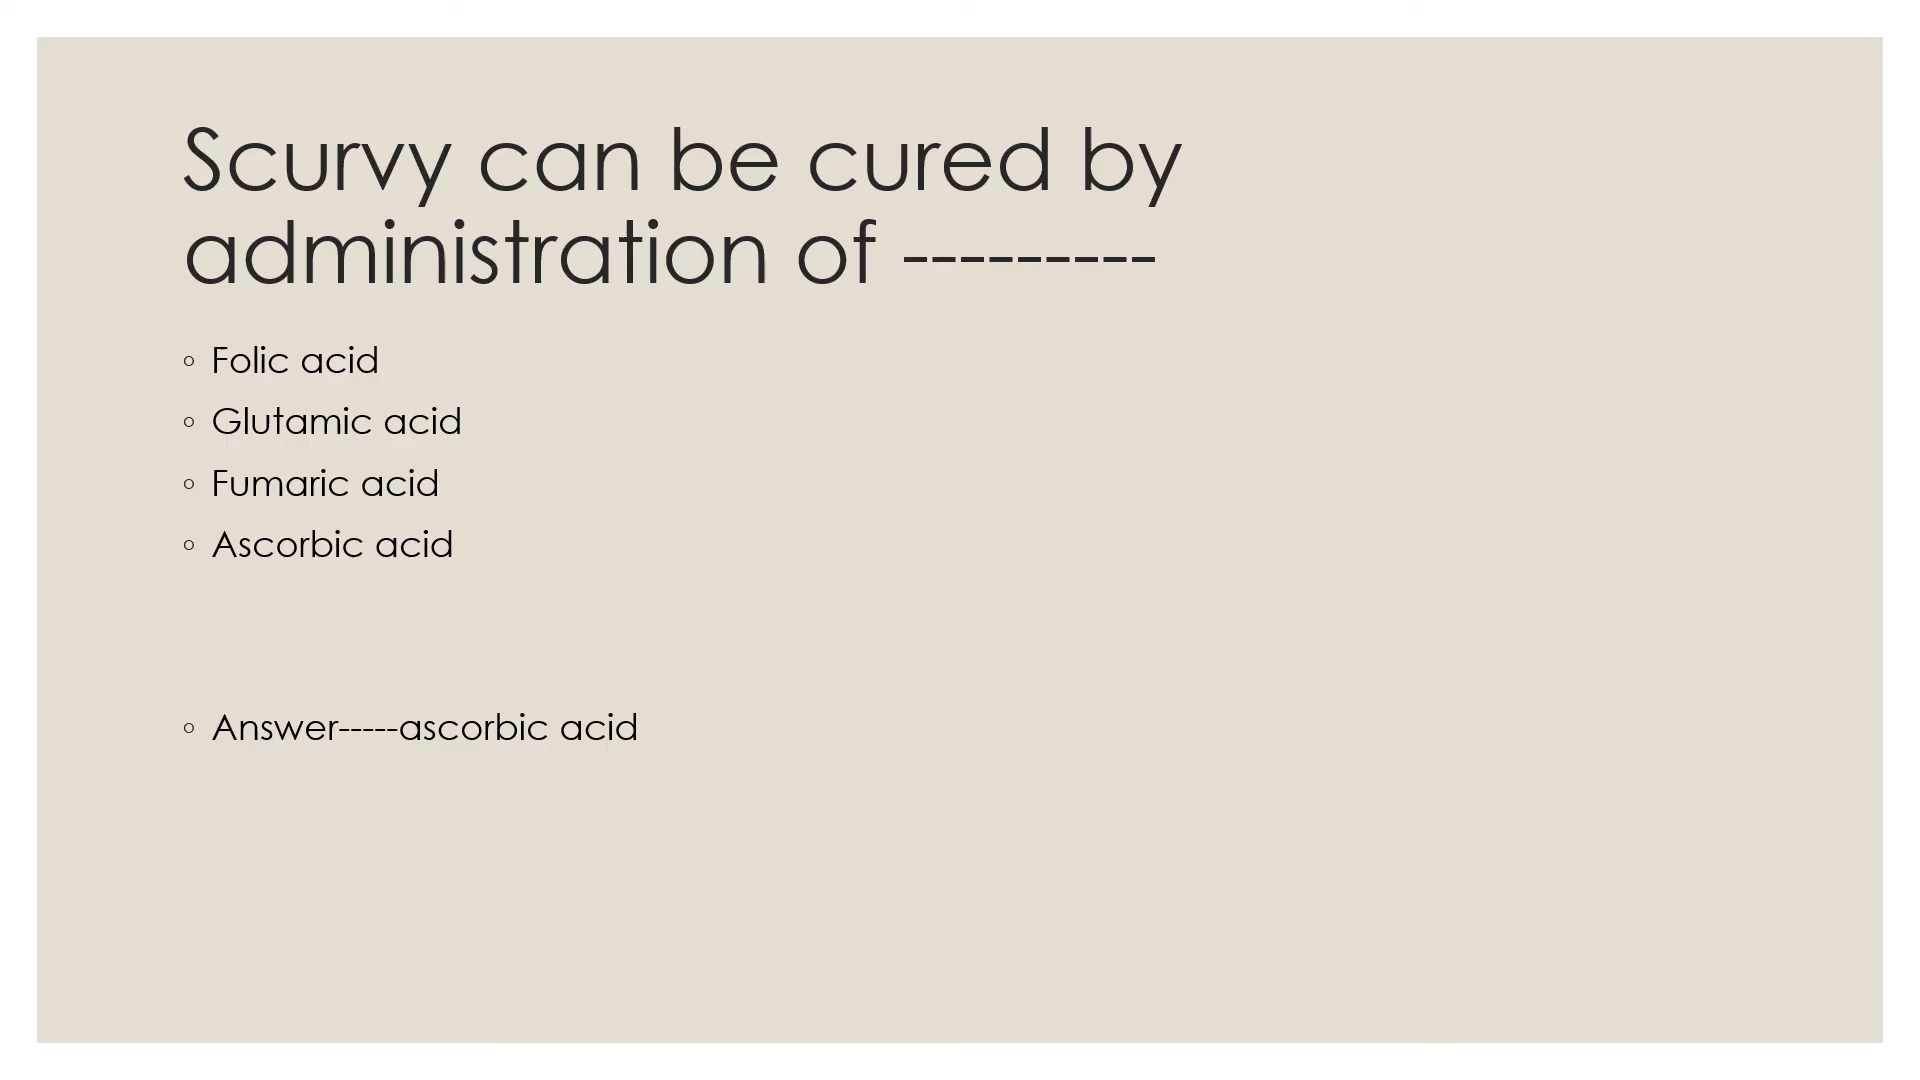 Scurvy can be cured by
administration of ---------
◦ Folic acid
◦ Glutamic acid
◦ Fumaric acid
◦ Ascorbic acid
◦ Answer-----ascorbic acid